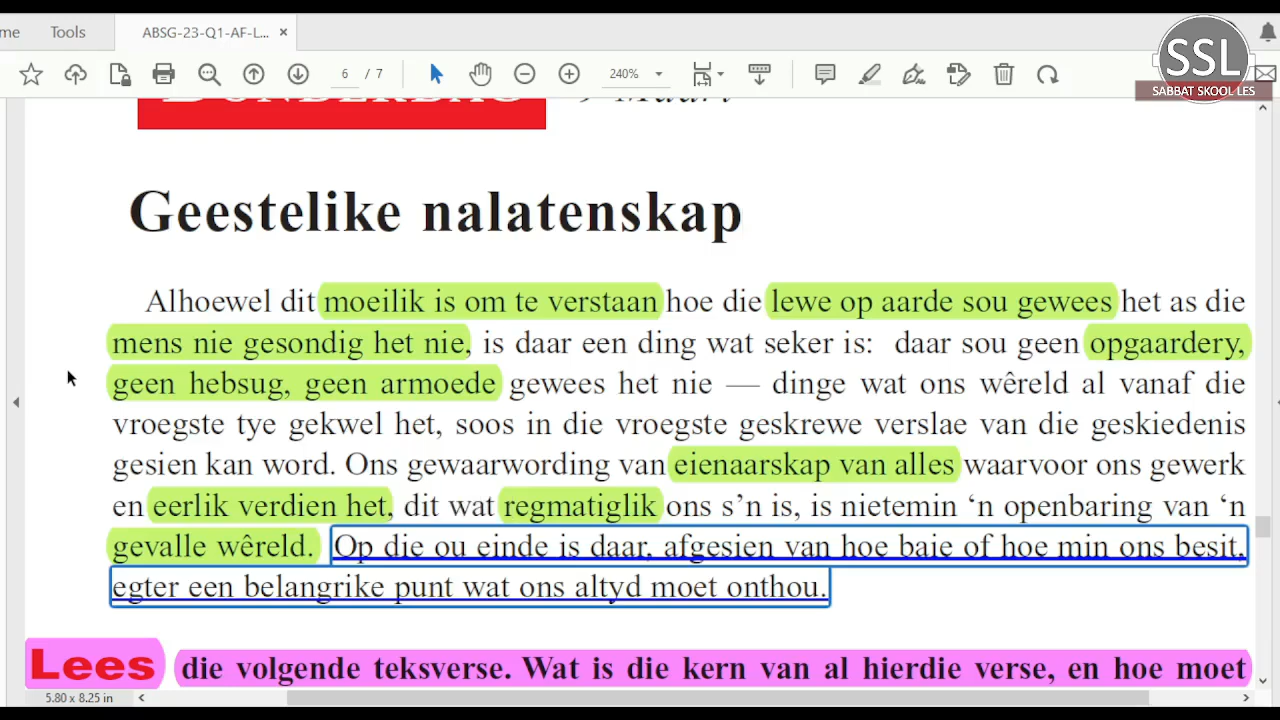 me Tools ABSG-23-Q1-AF-L... ×
6 / 7 240%
SSL
SABBAT SKOOL LES
9 Maart
Geestelike nalatenskap
Alhoewel dit moeilik is om te verstaan hoe die lewe op aarde sou gewees het as die
mens nie gesondig het nie, is daar een ding wat seker is: daar sou geen opgaardery,
geen hebsug, geen armoede gewees het nie — dinge wat ons wêreld al vanaf die
vroegste tye gekwel het, soos in die vroegste geskrewe verslae van die geskiedenis
gesien kan word. Ons gewaarwording van eienaarskap van alles waarvoor ons gewerk
en eerlik verdien het, dit wat regmatiglik ons s’n is, is nietemin ‘n openbaring van ‘n
gevalle wêreld. Op die ou einde is daar, afgesien van hoe baie of hoe min ons besit,
egter een belangrike punt wat ons altyd moet onthou.
Lees die volgende teksverse. Wat is die kern van al hierdie verse, en hoe moet
5.80 x 8.25 in